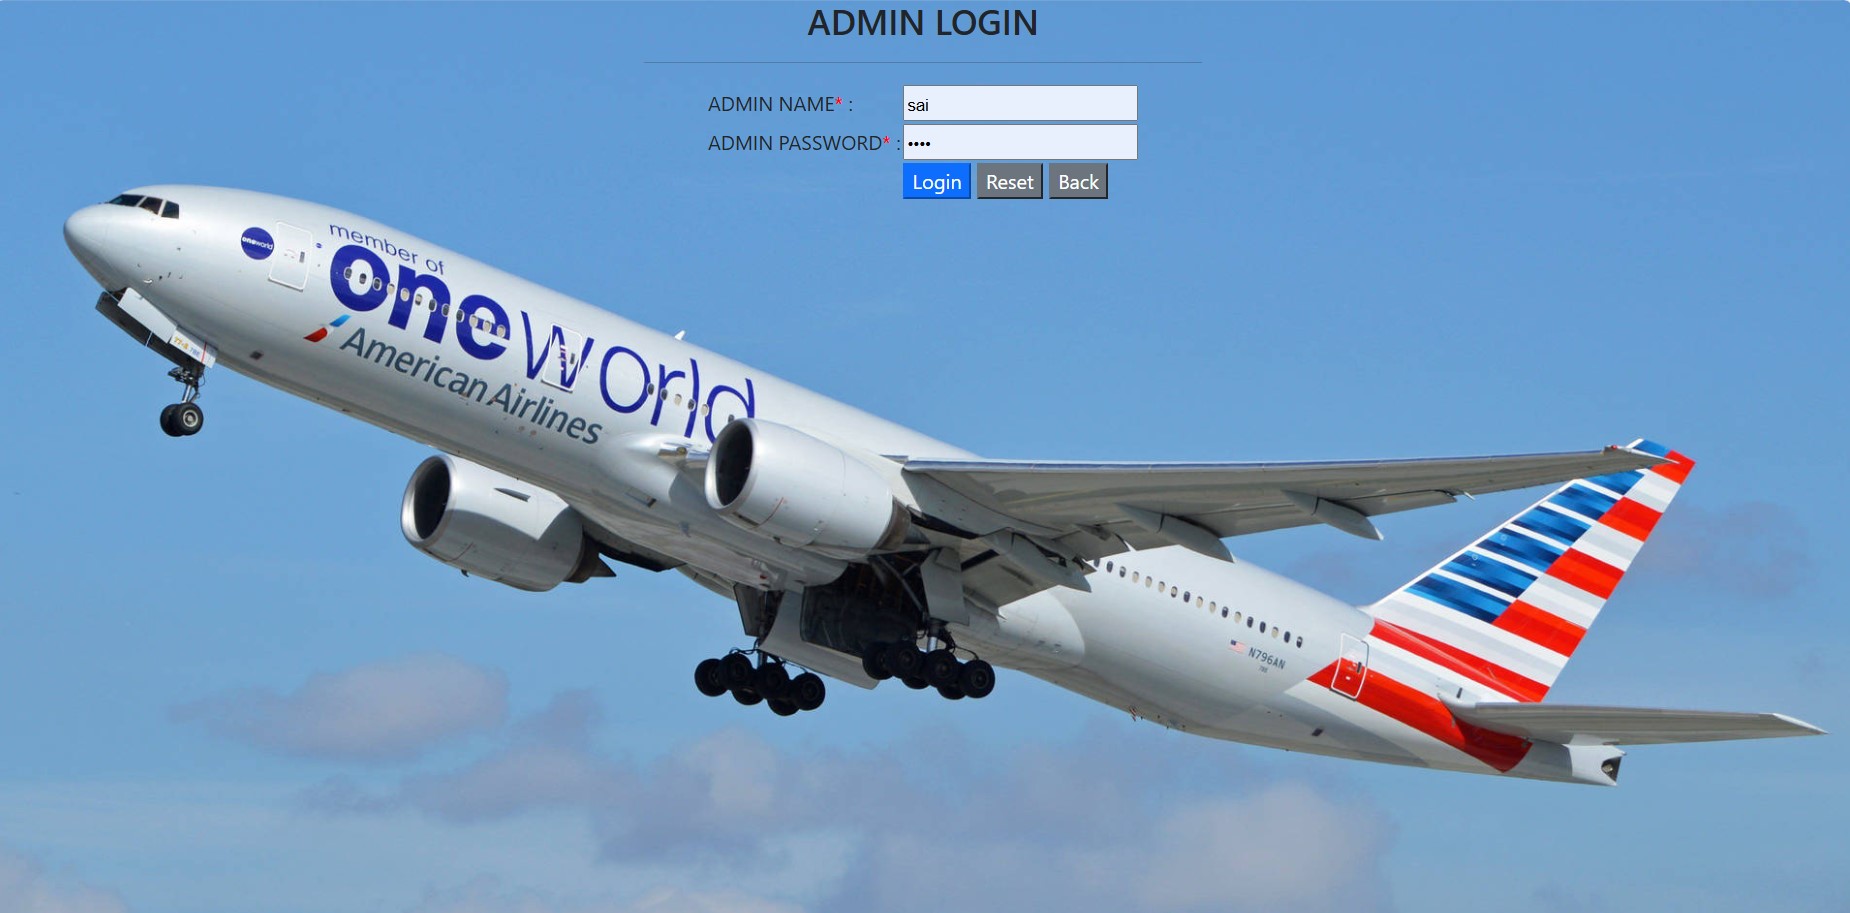 ADMIN LOGIN
ADMIN NAME* :
sai
ADMIN PASSWORD* :
••••
Login Reset Back
oneworld
member of
oneworld
American Airlines
N796AN